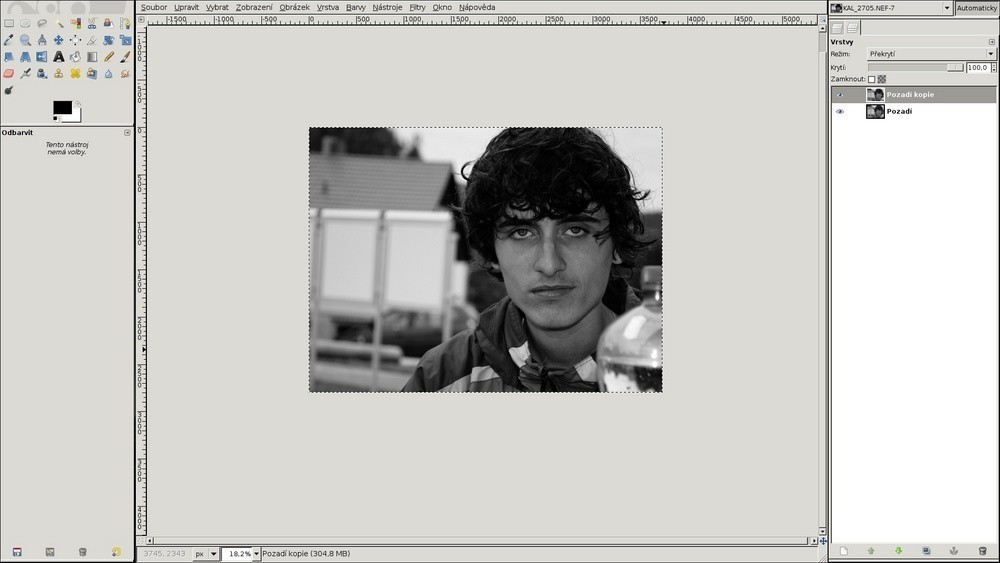 Soubor Upravit Vybrat Zobrazení Obrázek Vrstva Barvy Nástroje Filtry Okno Nápověda
KAL_2705.NEF-7 Automaticky
-1500 -1000 -500 0 500 1000 1500 2000 2500 3000 3500 4000 4500 5000
Vrstvy
Režim: Překrytí
Krytí: 100,0
Zamknout:
Pozadí kopie
Pozadí
Odbarvit
Tento nástroj
nemá volby.
3745, 2343 px 18,2% Pozadí kopie (304,8 MB)